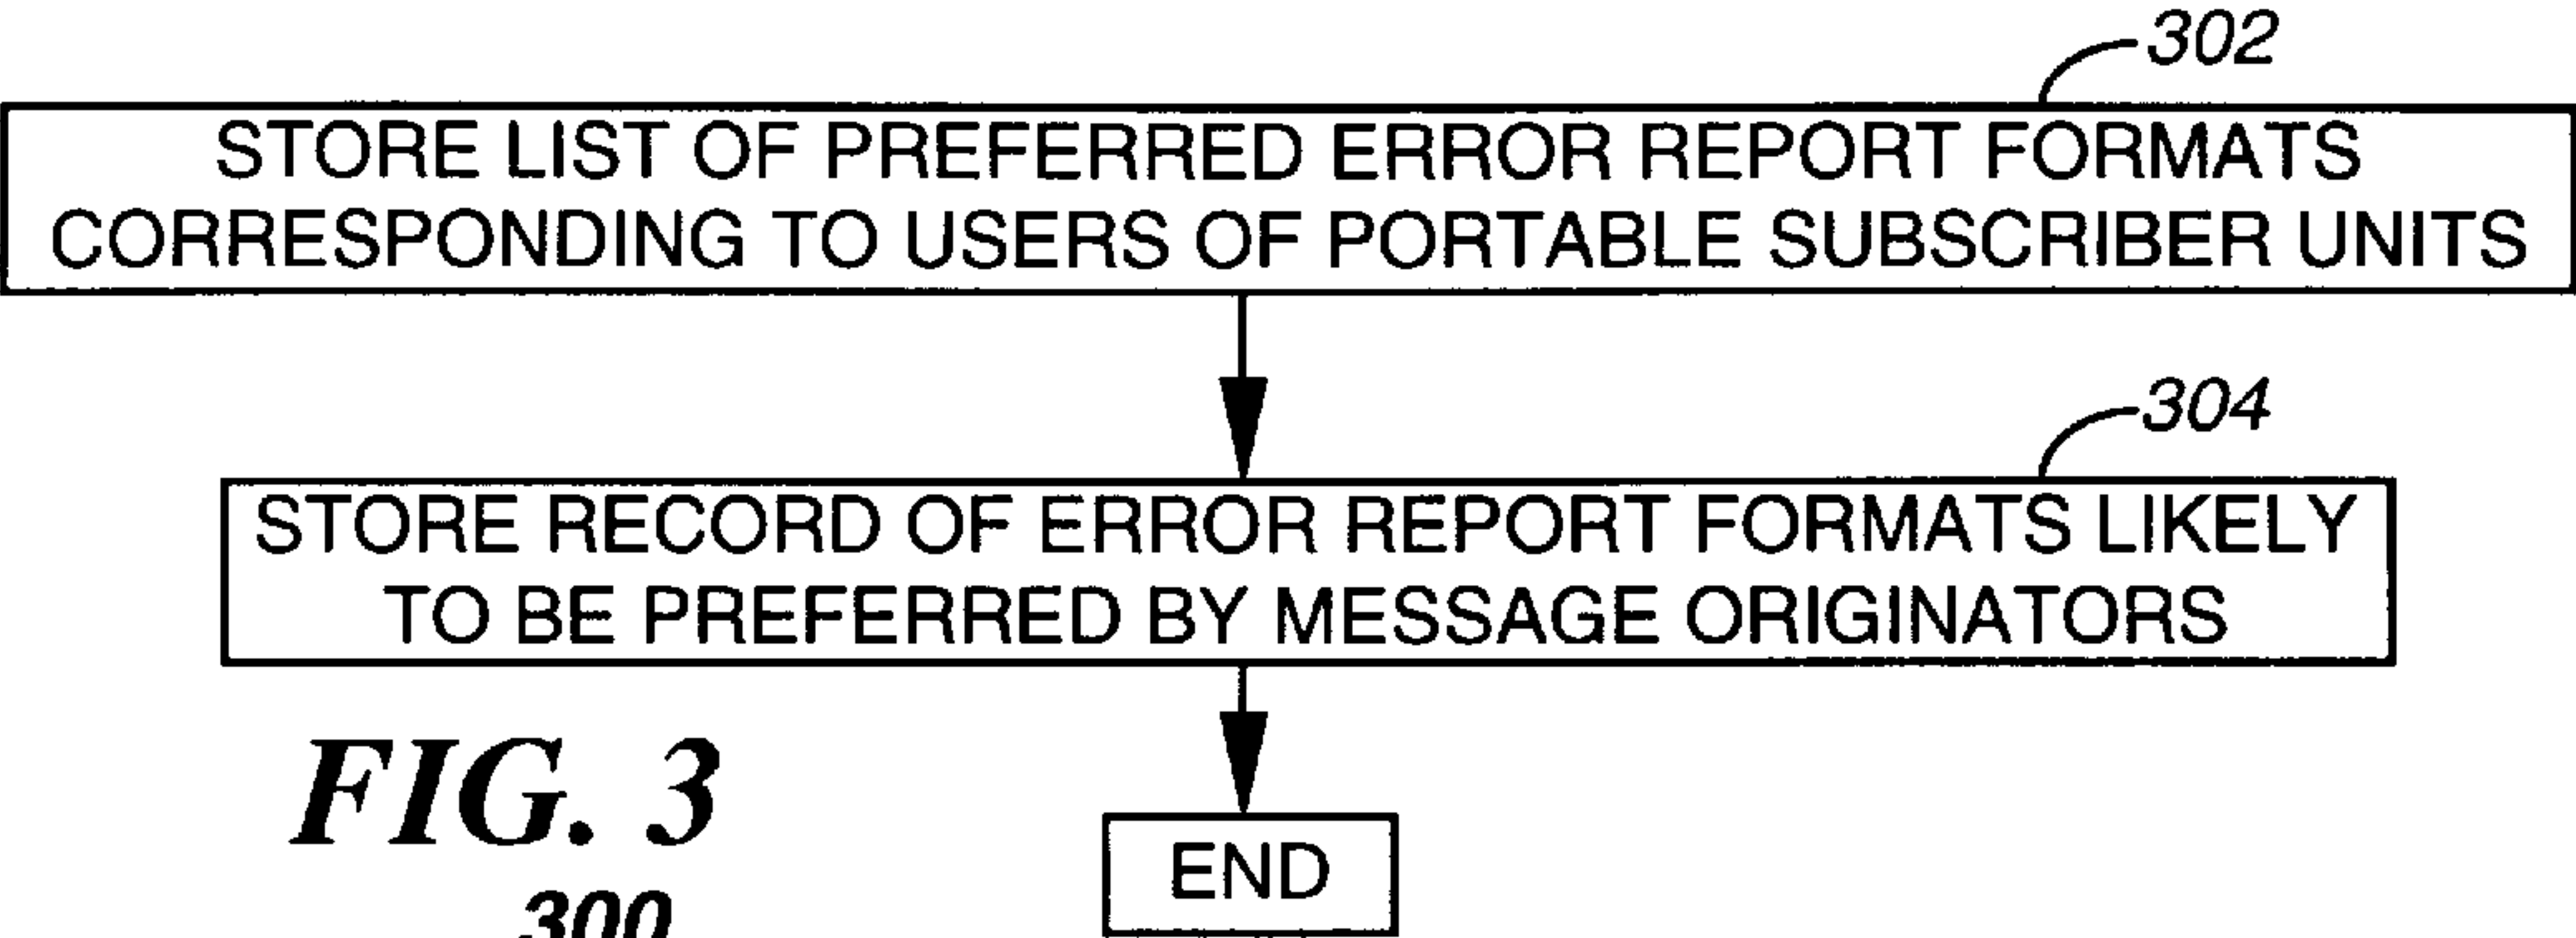 302
STORE LIST OF PREFERRED ERROR REPORT FORMATS
CORRESPONDING TO USERS OF PORTABLE SUBSCRIBER UNITS
304
STORE RECORD OF ERROR REPORT FORMATS LIKELY
TO BE PREFERRED BY MESSAGE ORIGINATORS
FIG. 3
END
300